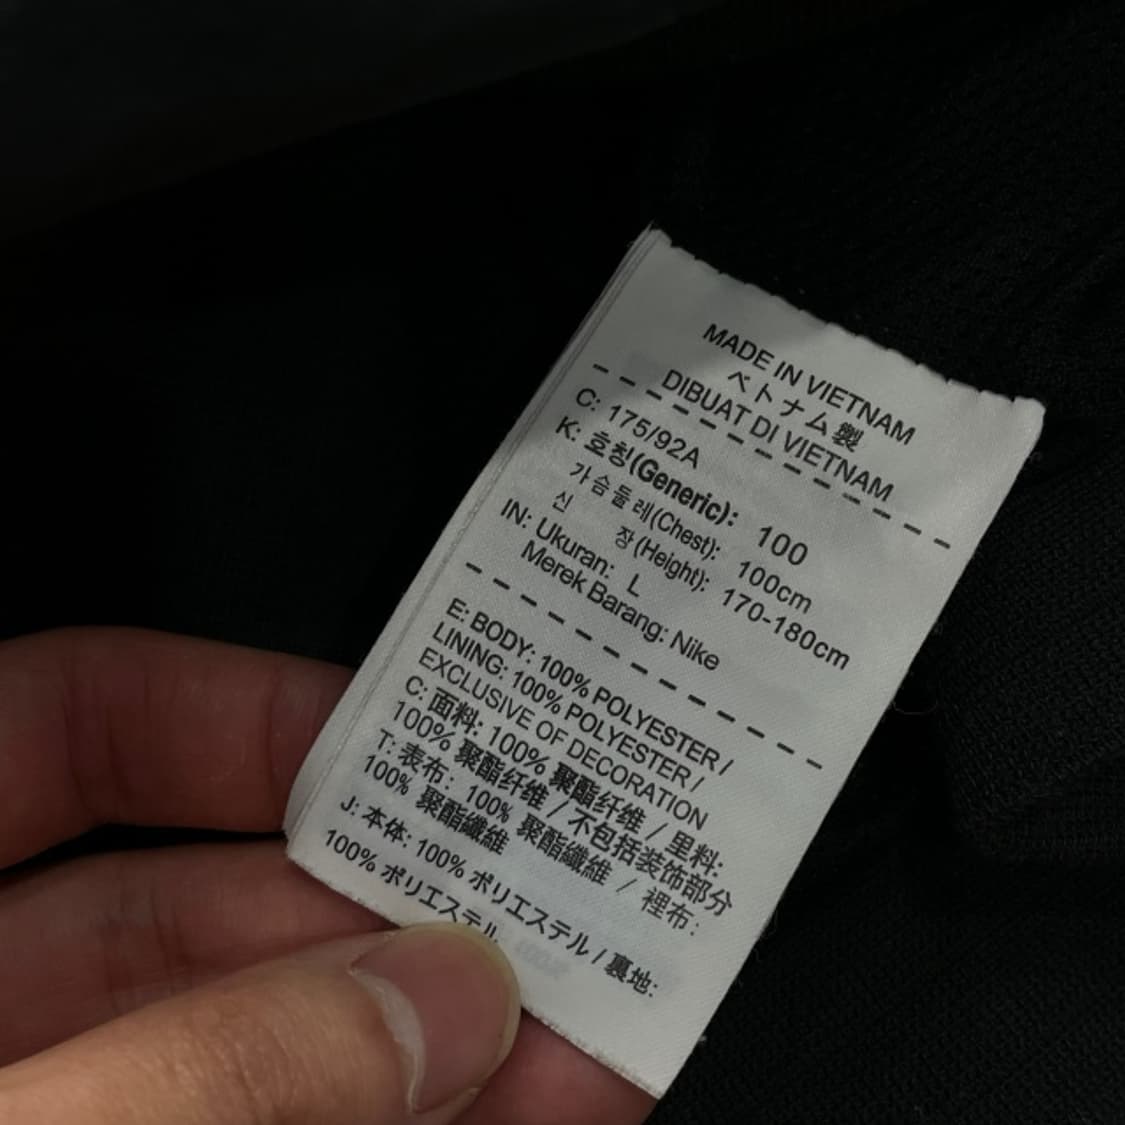 MADE IN VIETNAM
ベトナム製
DIBUAT DI VIETNAM
C: 175/92A
K: 호칭(Generic): 100
가슴둘레(Chest): 100cm
신 장(Height): 170-180cm
IN: Ukuran: L
Merek Barang: Nike
E: BODY: 100% POLYESTER /
LINING: 100% POLYESTER /
EXCLUSIVE OF DECORATION
C: 面料: 100% 聚酯纤维 / 里料:
100% 聚酯纤维 / 不包括装饰部分
T: 表布: 100% 聚酯纖維 / 裡布:
100% 聚酯纖維
J: 本体: 100% ポリエステル / 裏地:
100% ポリエステル